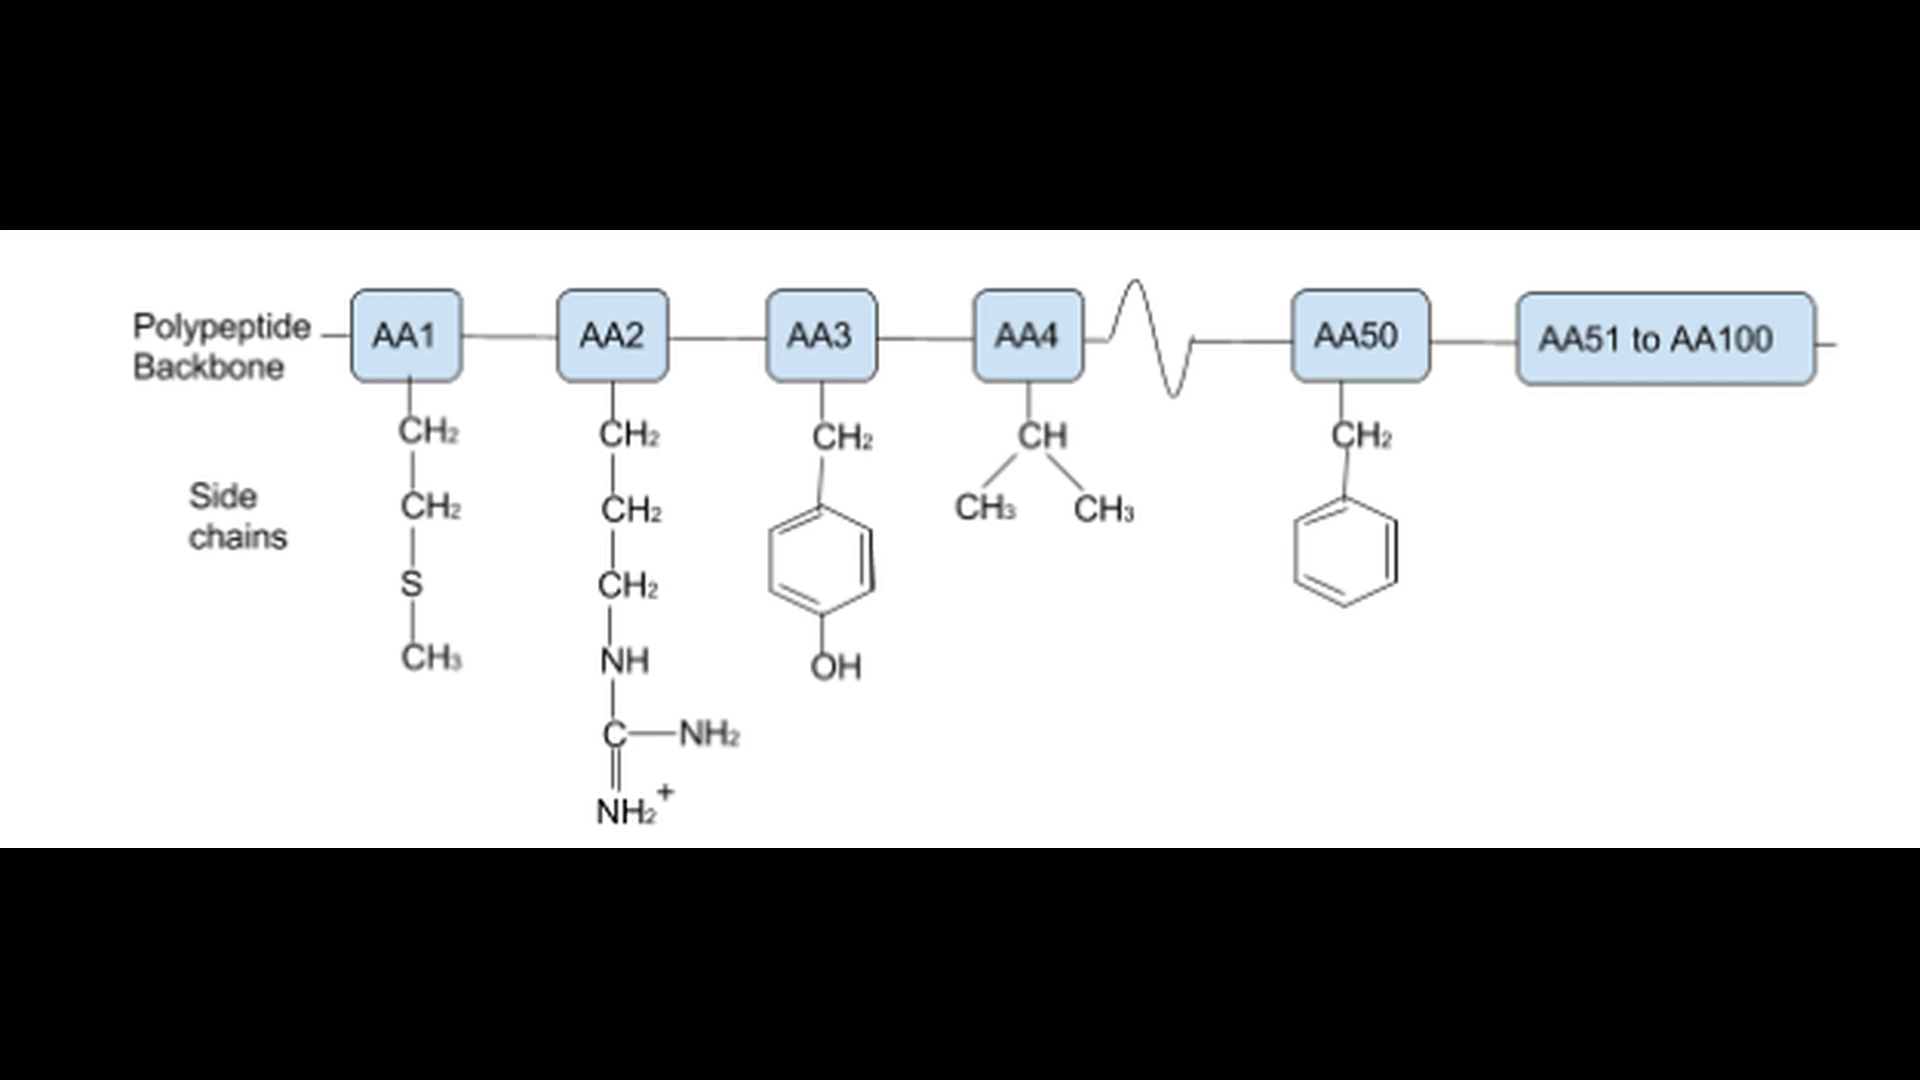 Polypeptide
Backbone
AA1
AA2
AA3
AA4
AA50
AA51 to AA100
Side
chains
CH₂
CH₂
S
CH₃
CH₂
CH₂
CH₂
NH
C
NH₂
NH₂⁺
CH₂
OH
CH
CH₃
CH₃
CH₂